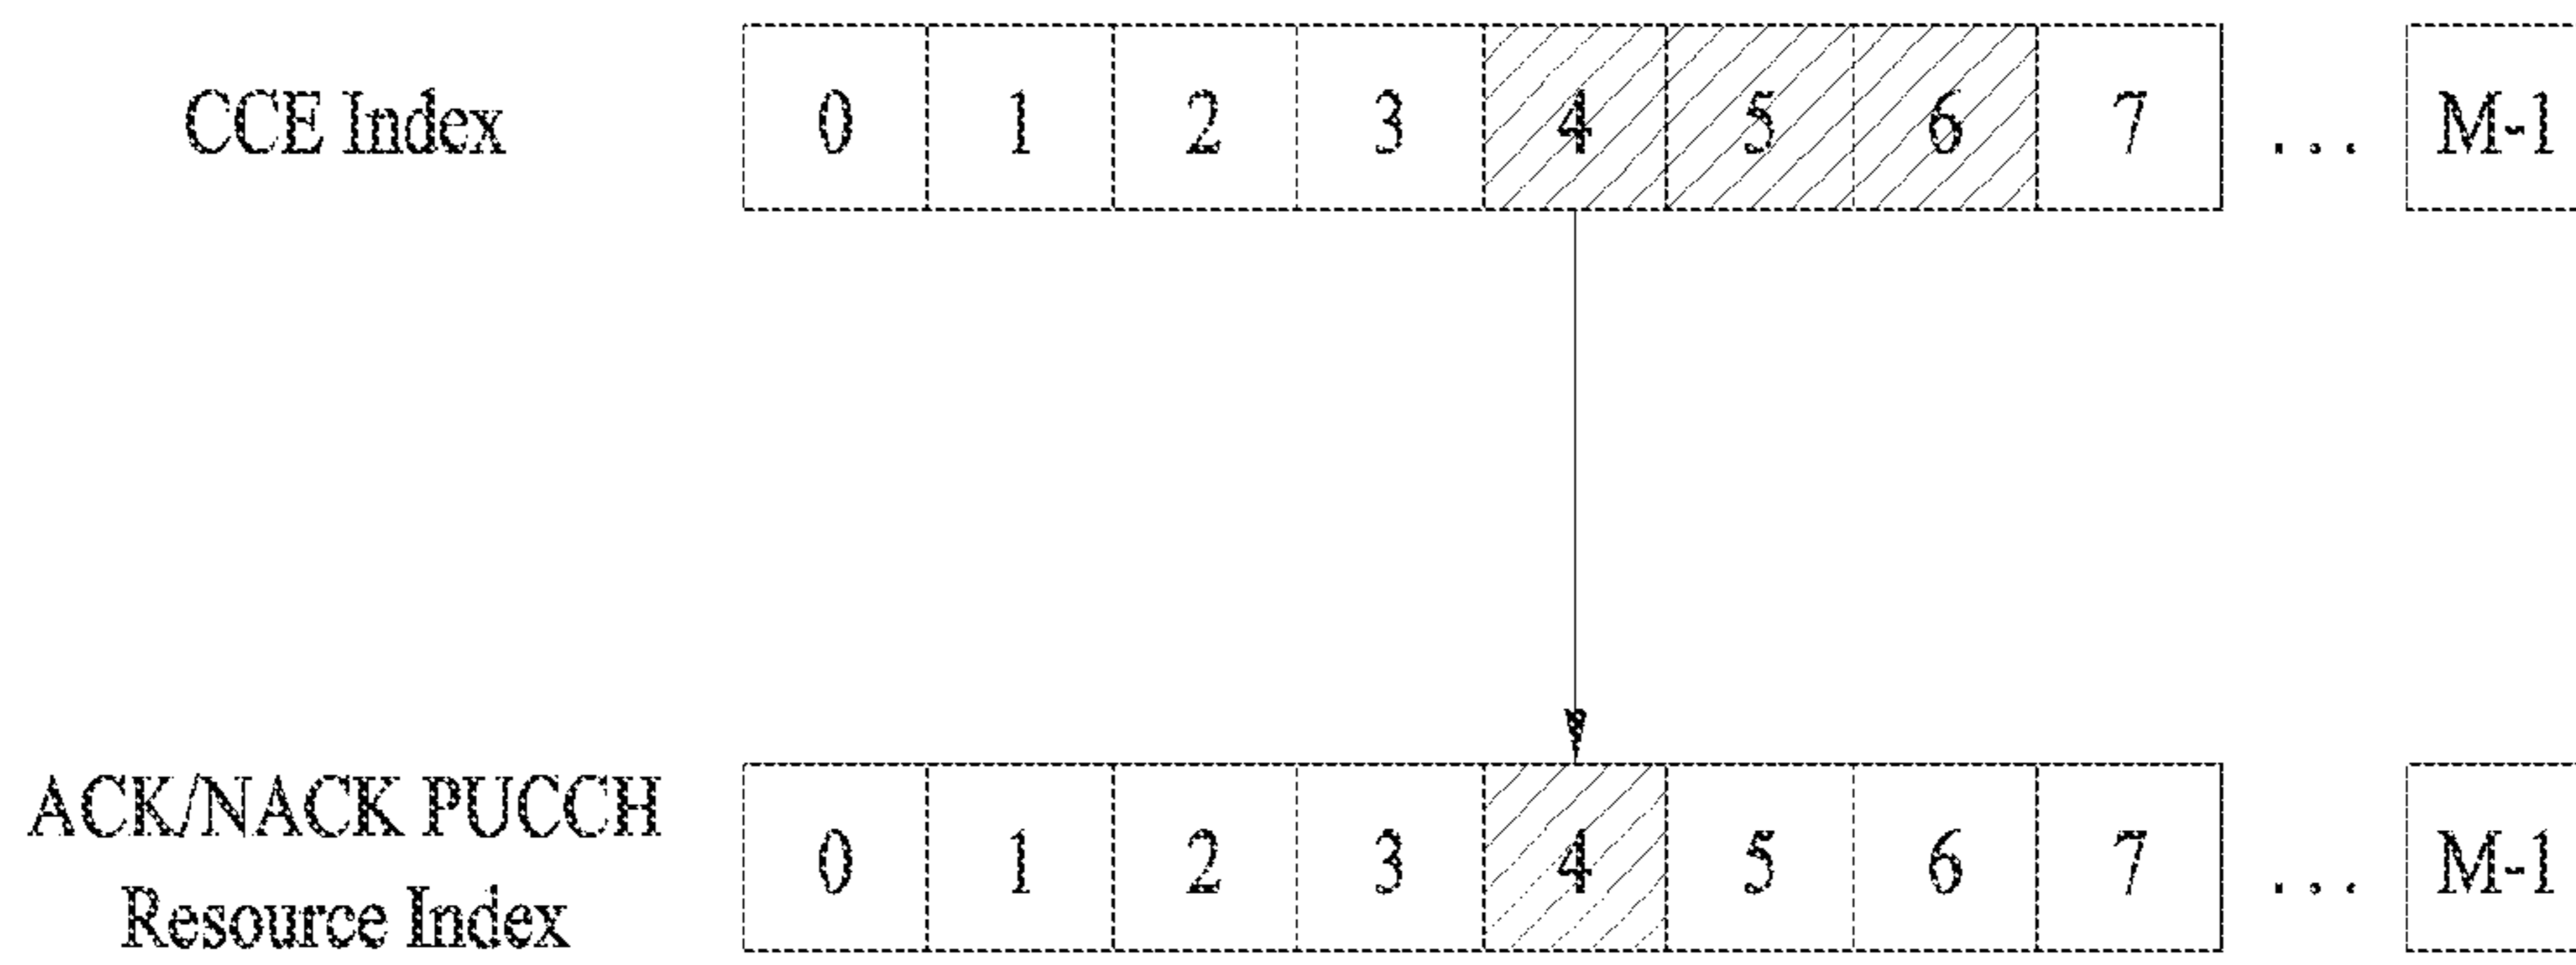 CCE Index 0 1 2 3 4 5 6 7 ... M-1
ACK/NACK PUCCH
Resource Index 0 1 2 3 4 5 6 7 ... M-1